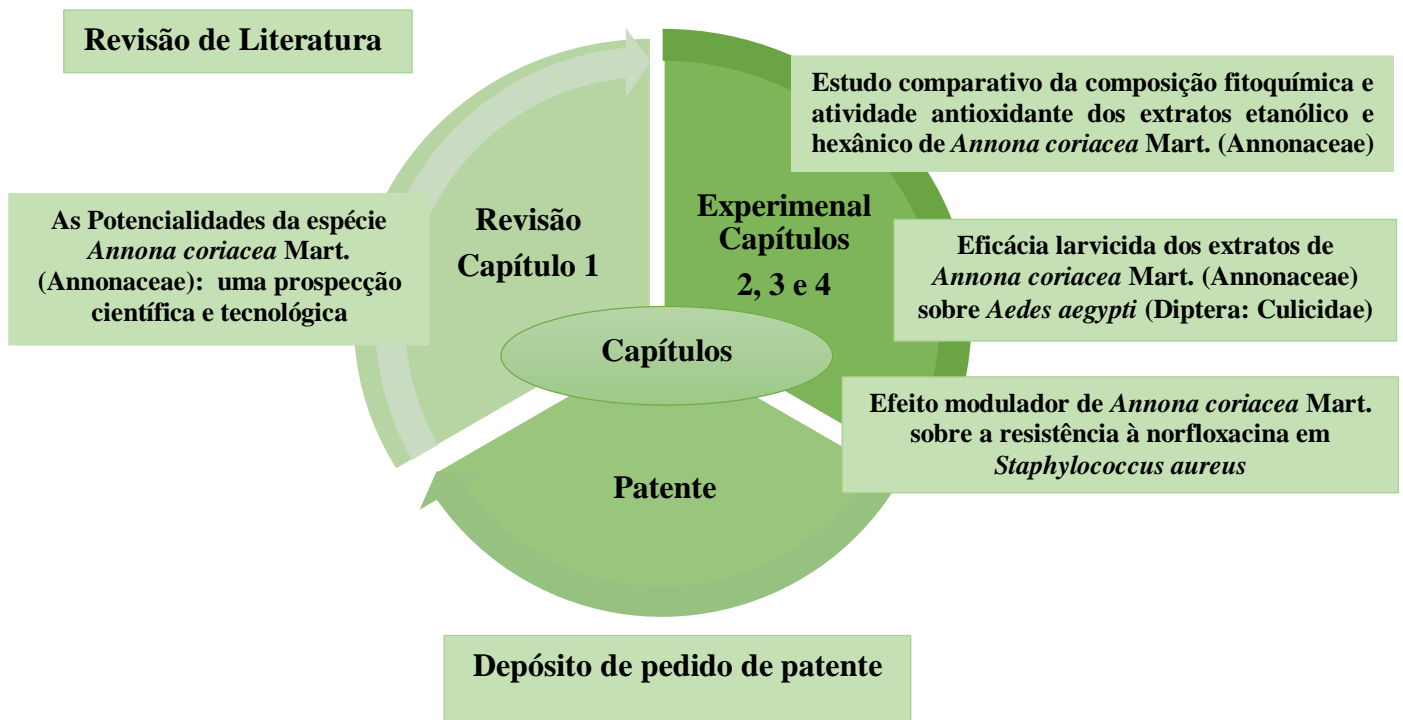 Revisão de Literatura
As Potencialidades da espécie
Annona coriacea Mart.
(Annonaceae): uma prospecção
científica e tecnológica
Revisão
Capítulo 1
Experimenal
Capítulos
2, 3 e 4
Estudo comparativo da composição fitoquímica e
atividade antioxidante dos extratos etanólico e
hexânico de Annona coriacea Mart. (Annonaceae)
Eficácia larvicida dos extratos de
Annona coriacea Mart. (Annonaceae)
sobre Aedes aegypti (Diptera: Culicidae)
Efeito modulador de Annona coriacea Mart.
sobre a resistência à norfloxacina em
Staphylococcus aureus
Capítulos
Patente
Depósito de pedido de patente